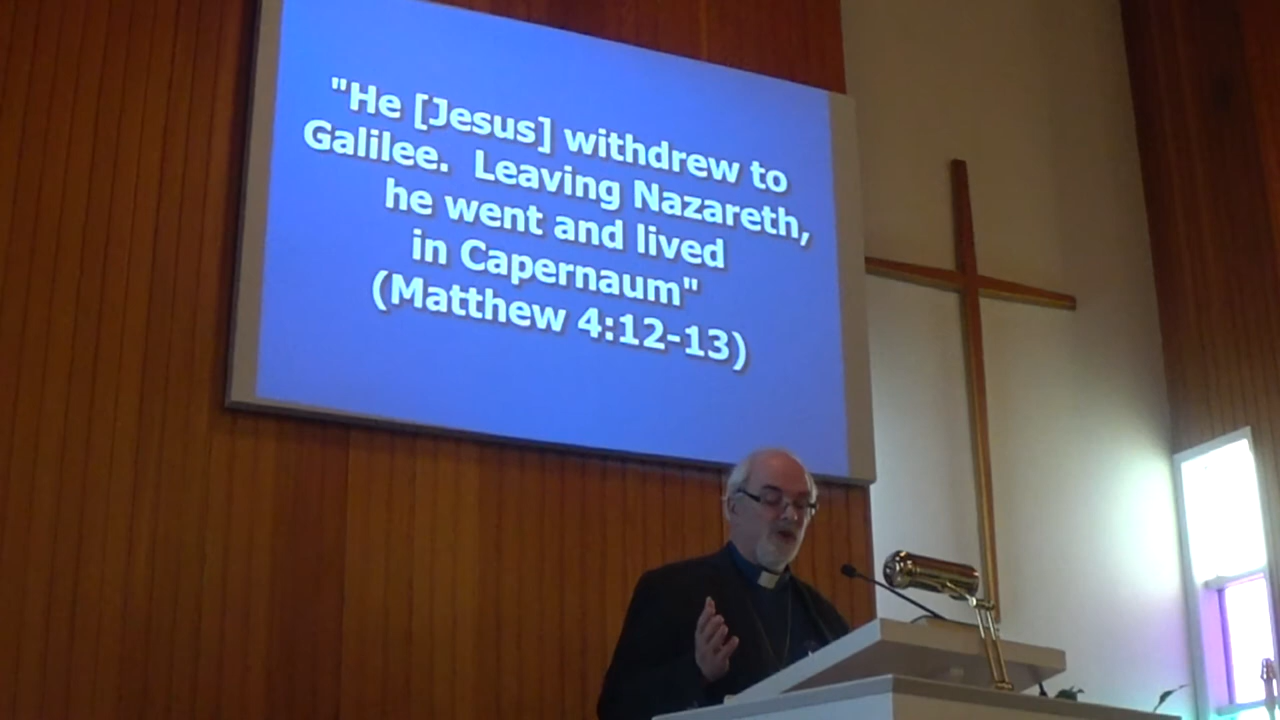 "He [Jesus] withdrew to
Galilee.  Leaving Nazareth,
he went and lived
in Capernaum"
(Matthew 4:12-13)